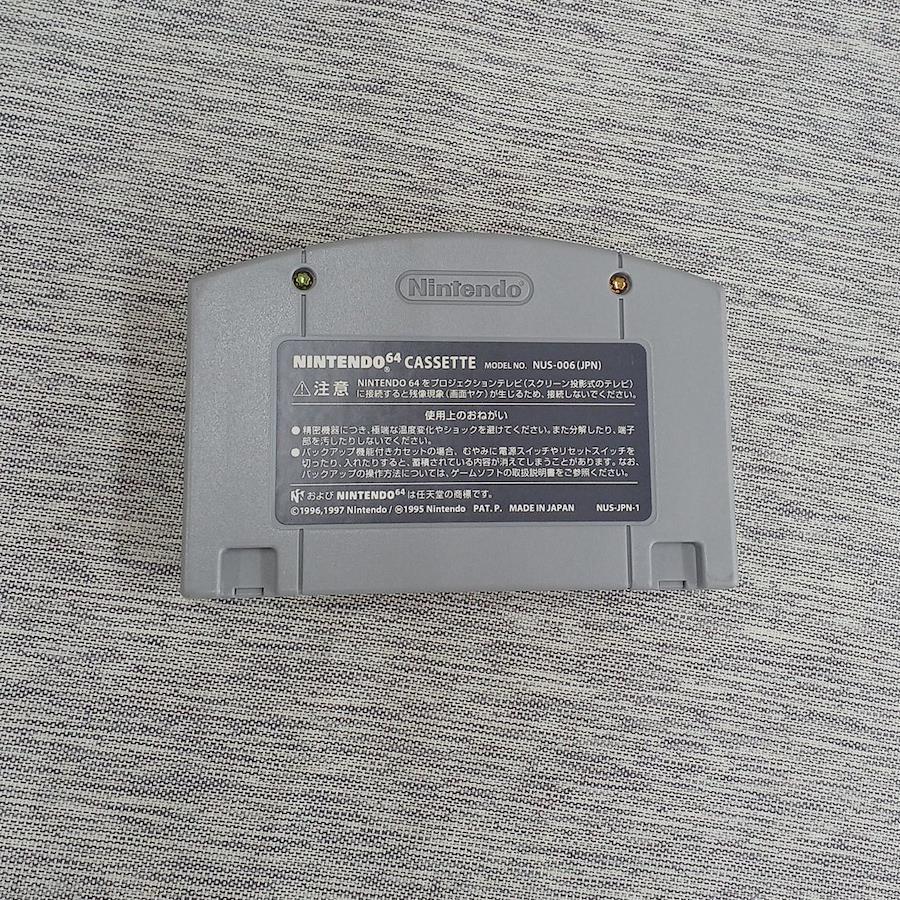 Nintendo
NINTENDO64 CASSETTE MODEL NO. NUS-006(JPN)
⚠注意 NINTENDO 64をプロジェクションテレビ(スクリーン投影式のテレビ)
に接続すると残像現象(画面ヤケ)が生じるため、接続しないでください。
使用上のおねがい
●精密機器につき、極端な温度変化やショックを避けてください。また分解したり、端子
部を汚したりしないでください。
●バックアップ機能付きカセットの場合、むやみに電源スイッチやリセットスイッチを
切ったり、入れたりすると、蓄積されている内容が消えてしまうことがあります。なお、
バックアップの操作方法については、ゲームソフトの取扱説明書をご参照ください。
および NINTENDO64は任天堂の商標です。
©1996,1997 Nintendo/Ⓜ1995 Nintendo PAT. P. MADE IN JAPAN NUS-JPN-1